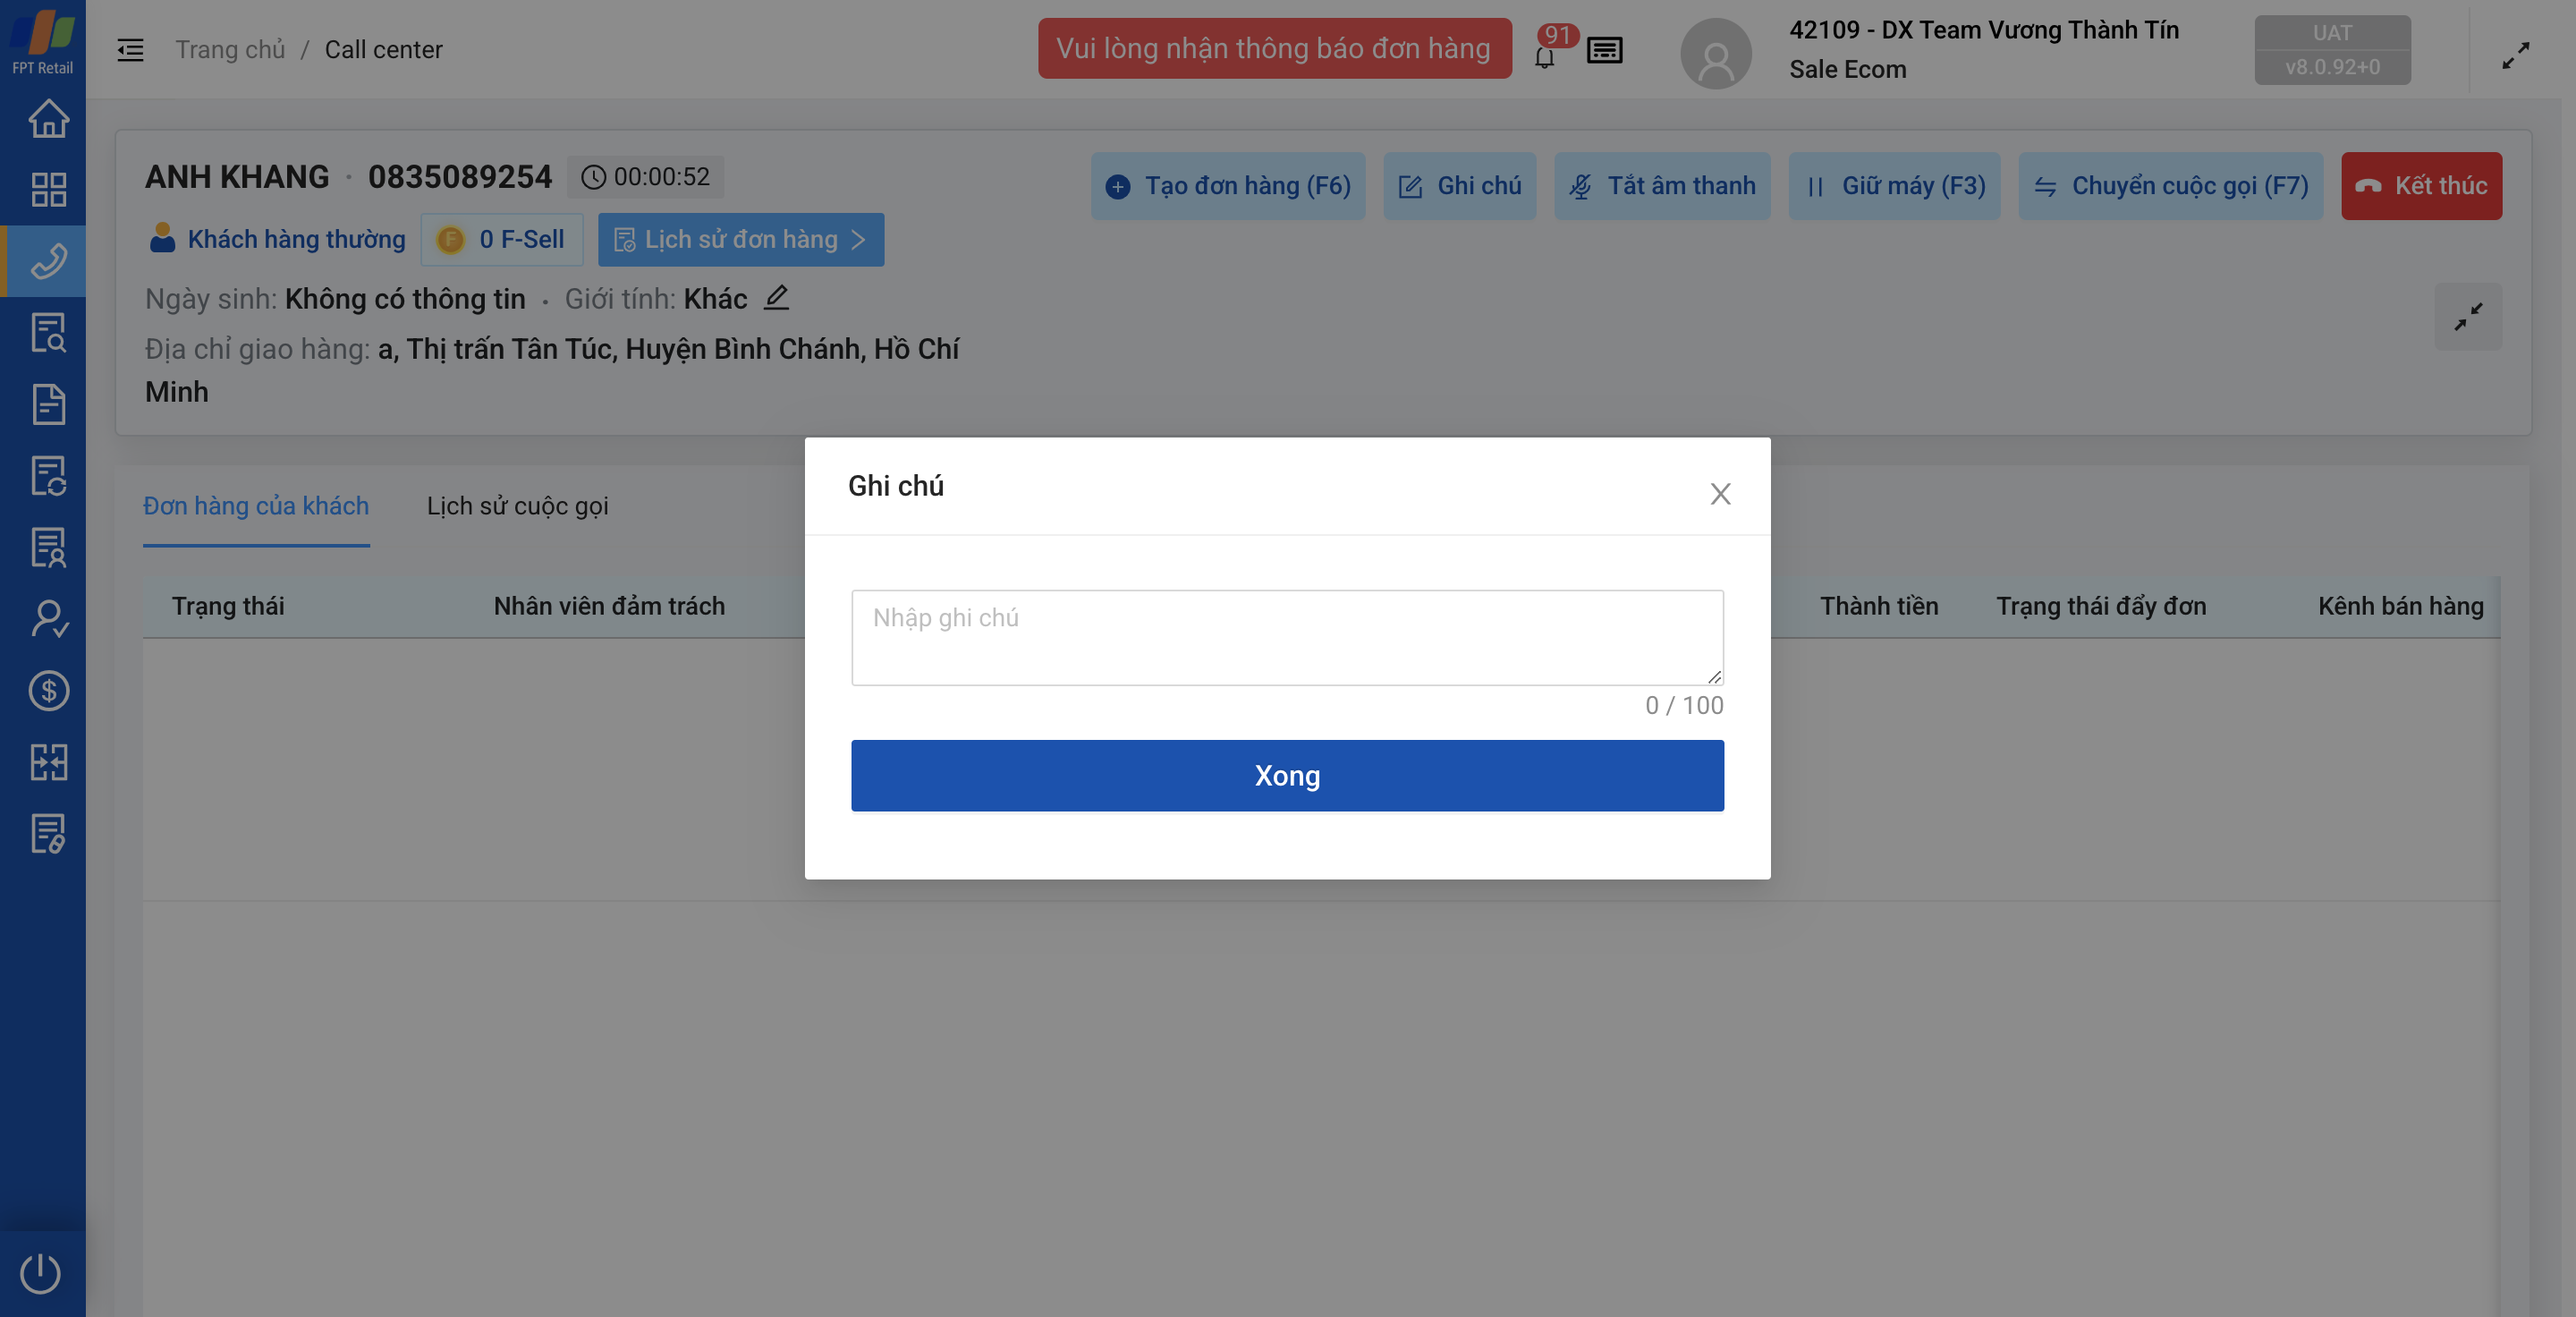 FPT Retail
Trang chủ / Call center
Vui lòng nhận thông báo đơn hàng
91
42109 - DX Team Vương Thành Tín
Sale Ecom
UAT
v8.0.92+0
ANH KHANG · 0835089254 00:00:52
Tạo đơn hàng (F6)
Ghi chú
Tắt âm thanh
Giữ máy (F3)
Chuyển cuộc gọi (F7)
Kết thúc
Khách hàng thường
F
0 F-Sell
Lịch sử đơn hàng
Ngày sinh: Không có thông tin · Giới tính: Khác
Địa chỉ giao hàng: a, Thị trấn Tân Túc, Huyện Bình Chánh, Hồ Chí
Minh
Đơn hàng của khách
Lịch sử cuộc gọi
Trạng thái
Nhân viên đảm trách
Thành tiền
Trạng thái đẩy đơn
Kênh bán hàng
Ghi chú
Nhập ghi chú
0 / 100
Xong